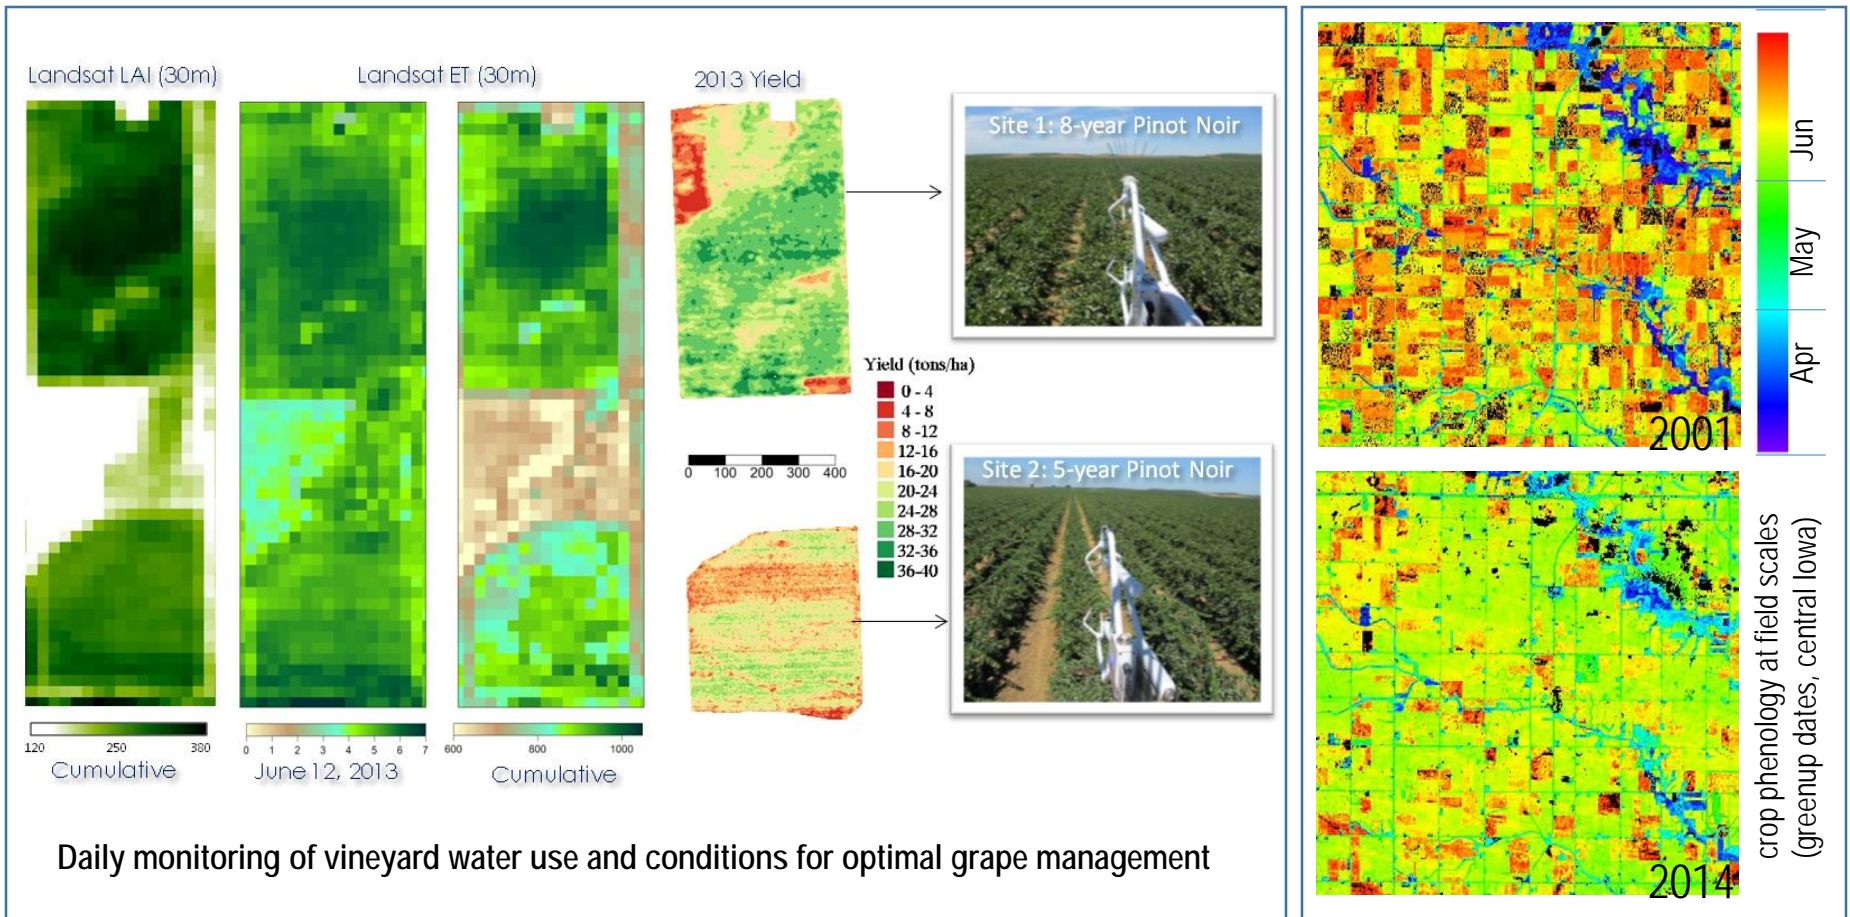 Landsat LAI (30m)
Landsat ET (30m)
2013 Yield
Site 1: 8-year Pinot Noir
Yield (tons/ha)
0 - 4
4 - 8
8 -12
12-16
16-20
20-24
24-28
28-32
32-36
36-40
0 100 200 300 400
Site 2: 5-year Pinot Noir
120 250 380
Cumulative
0 1 2 3 4 5 6 7
June 12, 2013
600 800 1000
Cumulative
Daily monitoring of vineyard water use and conditions for optimal grape management
2001
Jun
May
Apr
2014
crop phenology at field scales
(greenup dates, central Iowa)